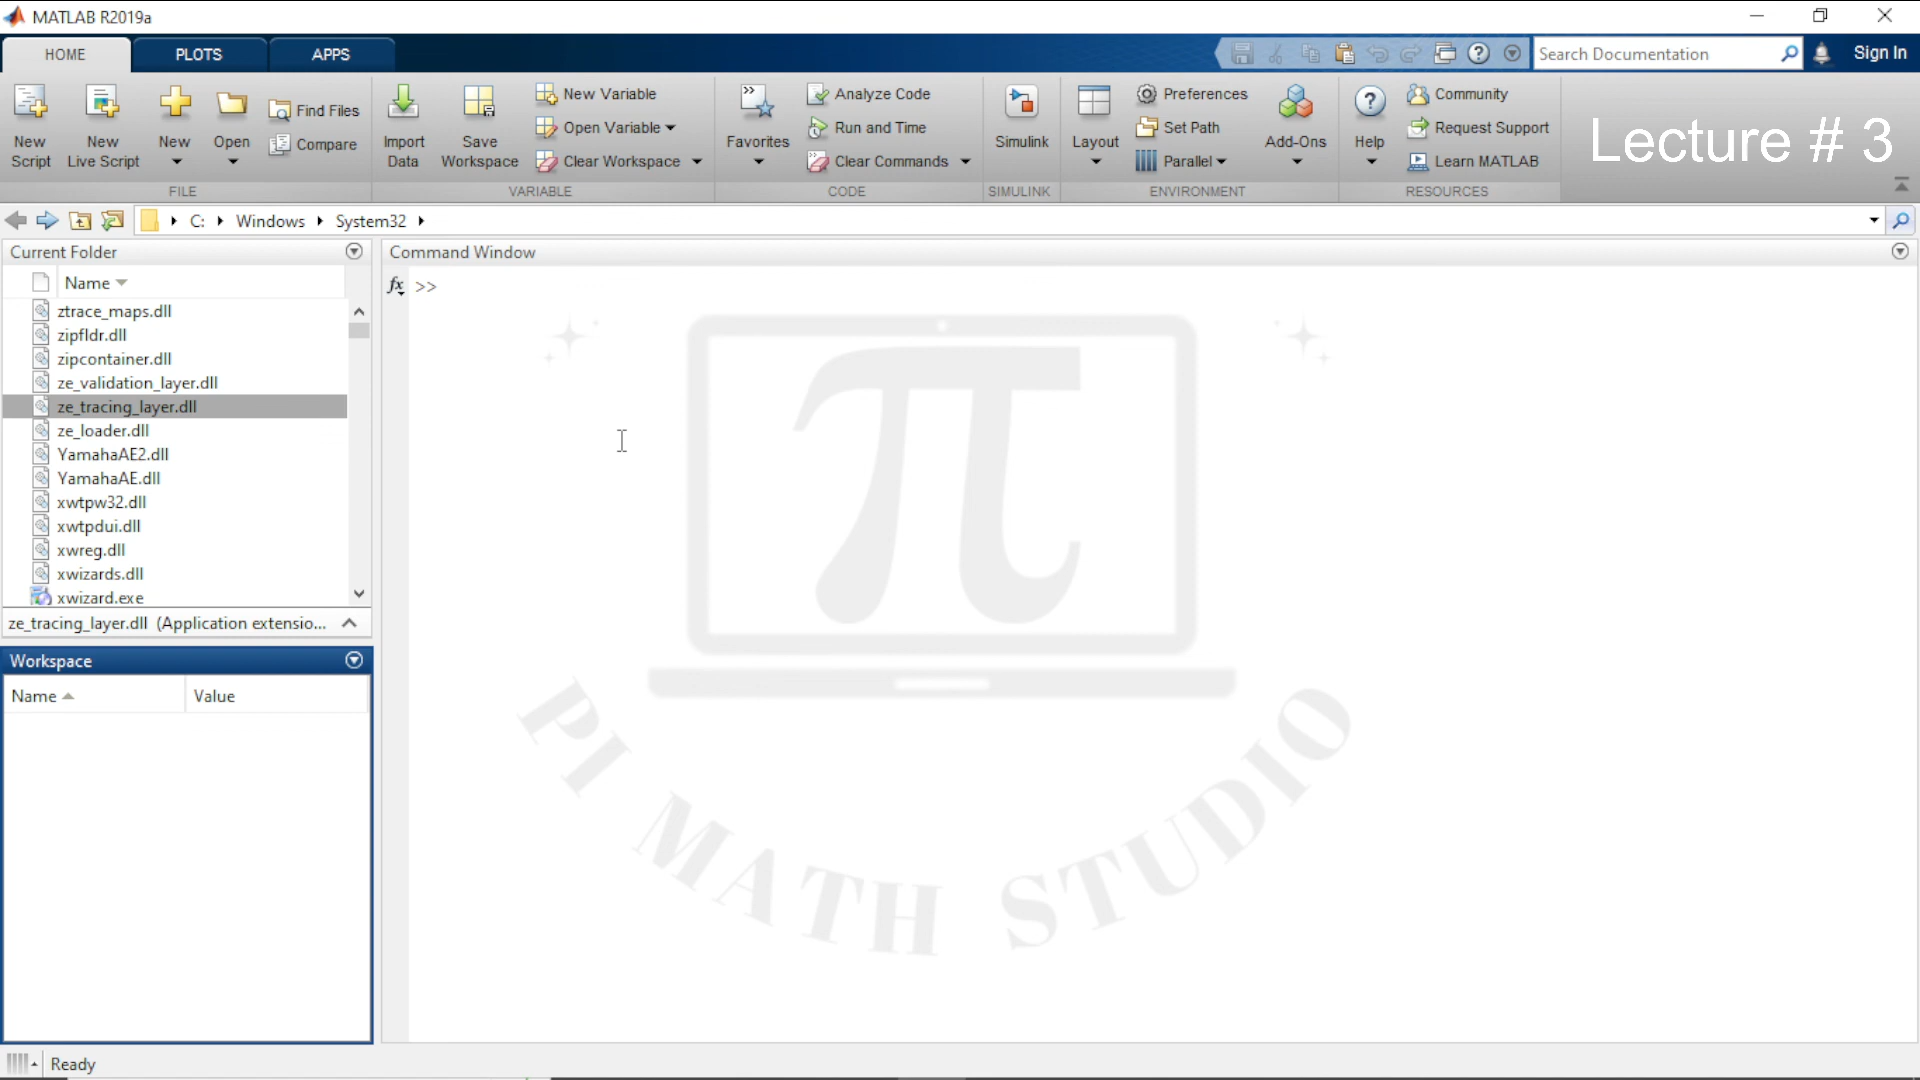 MATLAB R2019a
HOME PLOTS APPS
Search Documentation
Sign In
New Script
New Live Script
New
Open
Find Files
Compare
FILE
Import Data
Save Workspace
New Variable
Open Variable
Clear Workspace
VARIABLE
Favorites
Analyze Code
Run and Time
Clear Commands
CODE
Simulink
SIMULINK
Layout
Preferences
Set Path
Parallel
Add-Ons
ENVIRONMENT
Help
Community
Request Support
Learn MATLAB
RESOURCES
Lecture # 3
C: Windows System32
Current Folder
Name
ztrace_maps.dll
zipfldr.dll
zipcontainer.dll
ze_validation_layer.dll
ze_tracing_layer.dll
ze_loader.dll
YamahaAE2.dll
YamahaAE.dll
xwtpw32.dll
xwtpdui.dll
xwreg.dll
xwizards.dll
xwizard.exe
ze_tracing_layer.dll (Application extensio...
Workspace
Name Value
Command Window
fx >>
π
PI MATH STUDIO
Ready